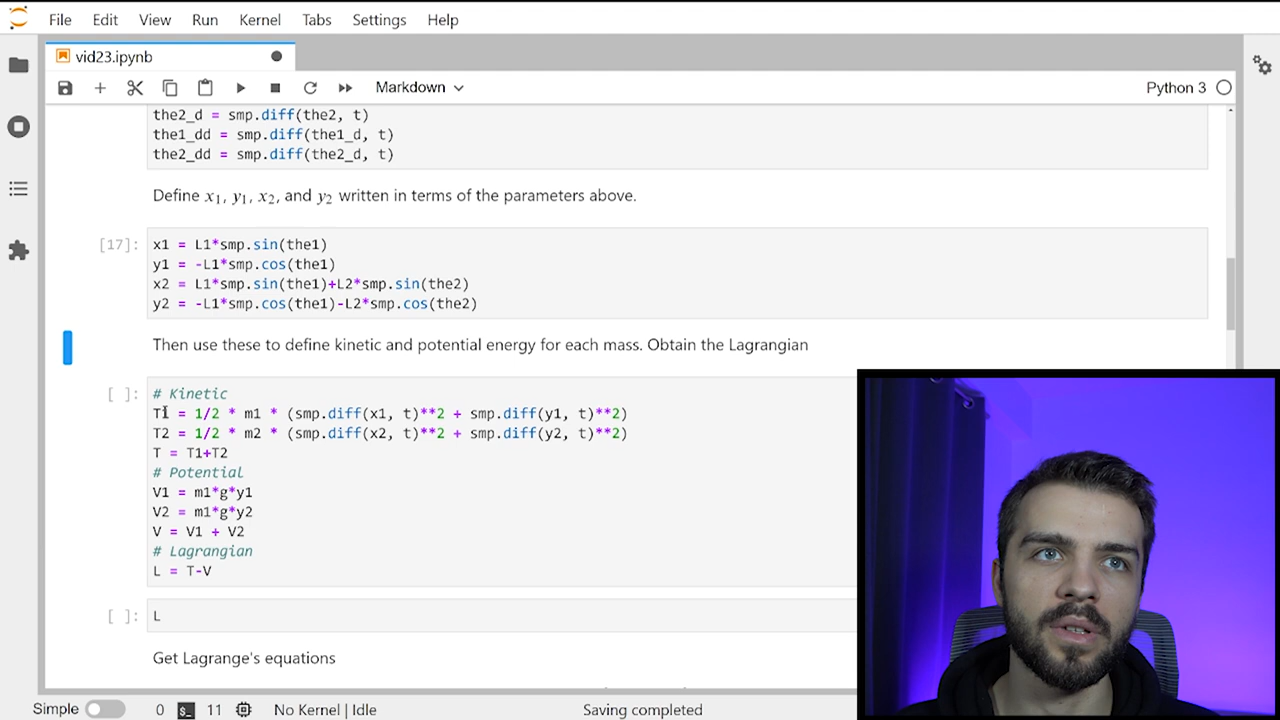 File Edit View Run Kernel Tabs Settings Help
vid23.ipynb
Markdown Python 3
the2_d = smp.diff(the2, t)
the1_dd = smp.diff(the1_d, t)
the2_dd = smp.diff(the2_d, t)
Define x1, y1, x2, and y2 written in terms of the parameters above.
[17]: x1 = L1*smp.sin(the1)
y1 = -L1*smp.cos(the1)
x2 = L1*smp.sin(the1)+L2*smp.sin(the2)
y2 = -L1*smp.cos(the1)-L2*smp.cos(the2)
Then use these to define kinetic and potential energy for each mass. Obtain the Lagrangian
[ ]: # Kinetic
T1 = 1/2 * m1 * (smp.diff(x1, t)**2 + smp.diff(y1, t)**2)
T2 = 1/2 * m2 * (smp.diff(x2, t)**2 + smp.diff(y2, t)**2)
T = T1+T2
# Potential
V1 = m1*g*y1
V2 = m1*g*y2
V = V1 + V2
# Lagrangian
L = T-V
[ ]: L
Get Lagrange's equations
Simple 0 $_ 11 No Kernel | Idle Saving completed